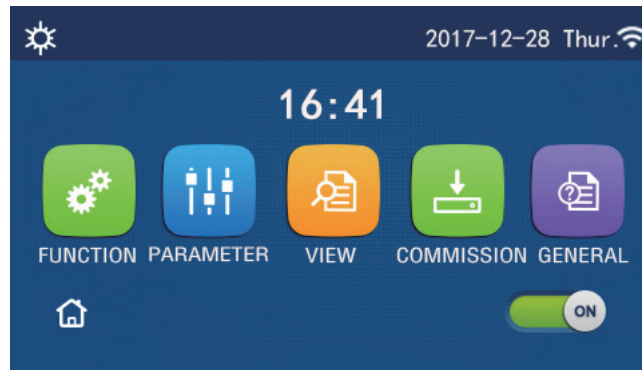 2017-12-28 Thur.
16:41
FUNCTION PARAMETER VIEW COMMISSION GENERAL
ON